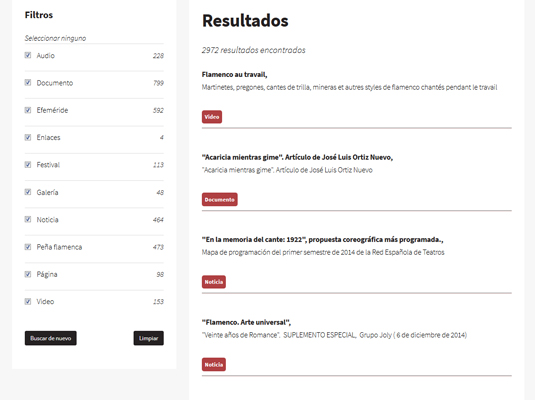 Filtros
Seleccionar ninguno
Audio 228
Documento 799
Efeméride 592
Enlaces 4
Festival 113
Galería 48
Noticia 464
Peña flamenca 473
Página 98
Video 153
Buscar de nuevo Limpiar
Resultados
2972 resultados encontrados
Flamenco au travail,
Martinetes, pregones, cantes de trilla, mineras et autres styles de flamenco chantés pendant le travail
Video
"Acaricia mientras gime". Artículo de José Luis Ortiz Nuevo,
"Acaricia mientras gime". Artículo de José Luis Ortiz Nuevo
Documento
"En la memoria del cante: 1922", propuesta coreográfica más programada.,
Mapa de programación del primer semestre de 2014 de la Red Española de Teatros
Noticia
"Flamenco. Arte universal",
"Veinte años de Romance". SUPLEMENTO ESPECIAL, Grupo Joly ( 6 de diciembre de 2014)
Noticia